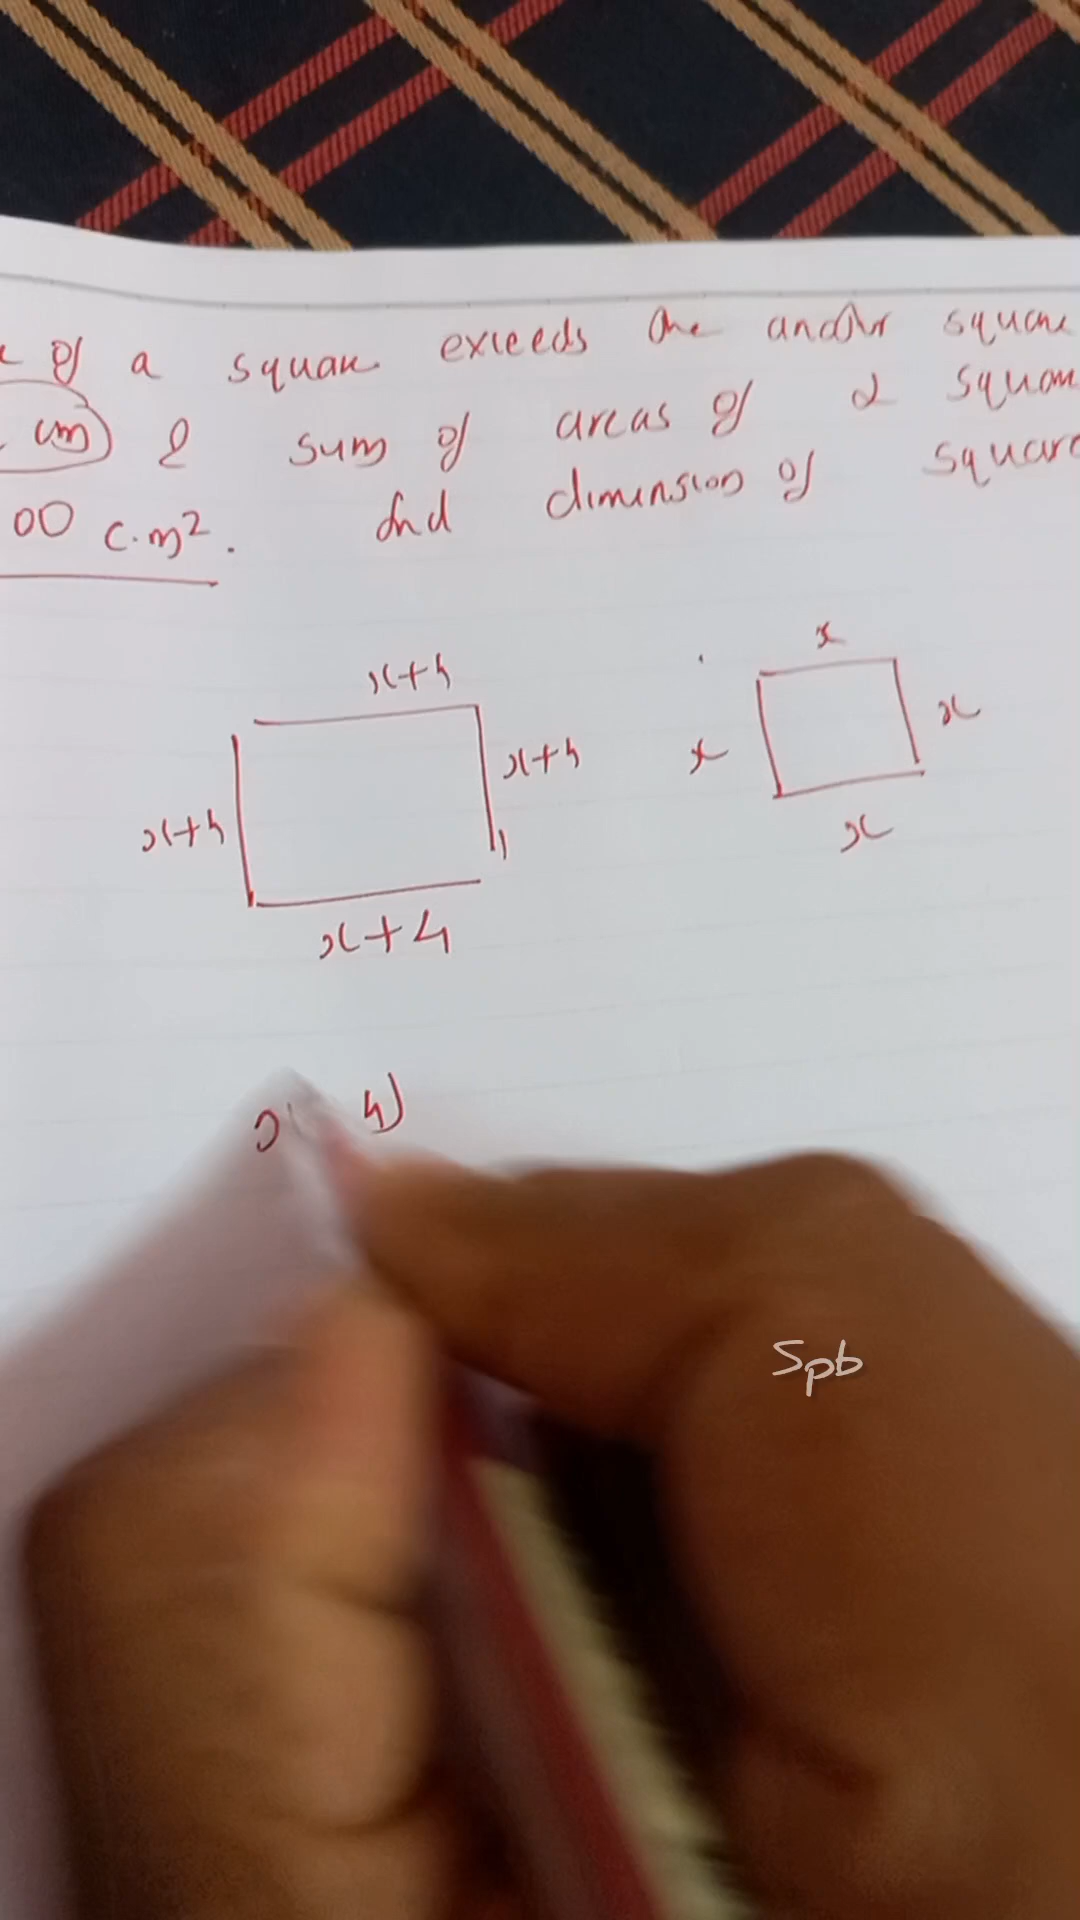 of a square exceeds the another square
cm & sum of areas of 2 square
00 c.m². find dimension of square
x+4
x
x+4
x
x
x+4
x
x+4
x 4)
Spb